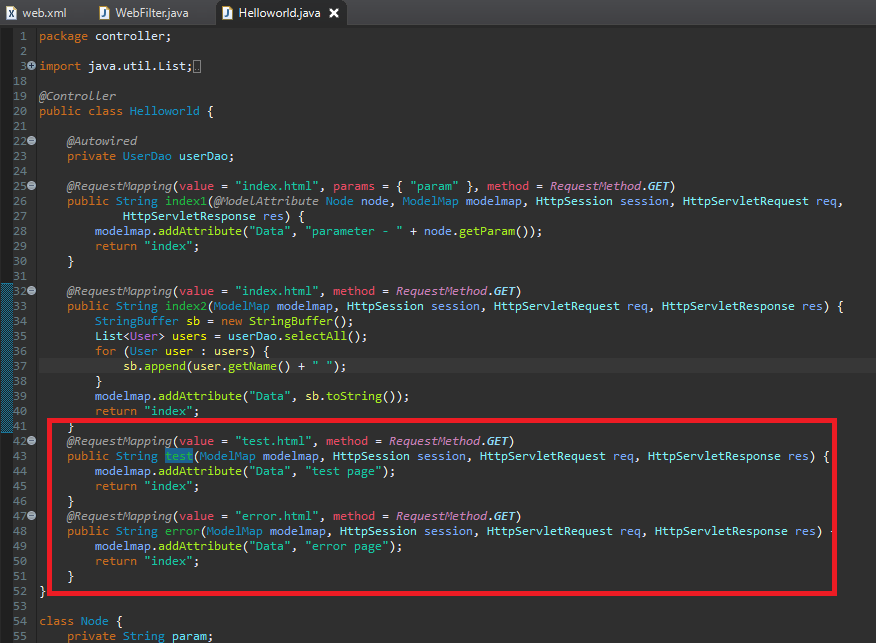 web.xml WebFilter.java Helloworld.java
1 package controller;
2
3 import java.util.List;
18
19 @Controller
20 public class Helloworld {
21
22 @Autowired
23 private UserDao userDao;
24
25 @RequestMapping(value = "index.html", params = { "param" }, method = RequestMethod.GET)
26 public String index1(@ModelAttribute Node node, ModelMap modelmap, HttpSession session, HttpServletRequest req,
27 HttpServletResponse res) {
28 modelmap.addAttribute("Data", "parameter - " + node.getParam());
29 return "index";
30 }
31
32 @RequestMapping(value = "index.html", method = RequestMethod.GET)
33 public String index2(ModelMap modelmap, HttpSession session, HttpServletRequest req, HttpServletResponse res) {
34 StringBuffer sb = new StringBuffer();
35 List<User> users = userDao.selectAll();
36 for (User user : users) {
37 sb.append(user.getName() + " ");
38 }
39 modelmap.addAttribute("Data", sb.toString());
40 return "index";
41 }
42 @RequestMapping(value = "test.html", method = RequestMethod.GET)
43 public String test(ModelMap modelmap, HttpSession session, HttpServletRequest req, HttpServletResponse res) {
44 modelmap.addAttribute("Data", "test page");
45 return "index";
46 }
47 @RequestMapping(value = "error.html", method = RequestMethod.GET)
48 public String error(ModelMap modelmap, HttpSession session, HttpServletRequest req, HttpServletResponse res)
49 modelmap.addAttribute("Data", "error page");
50 return "index";
51 }
52 }
53
54 class Node {
55 private String param;